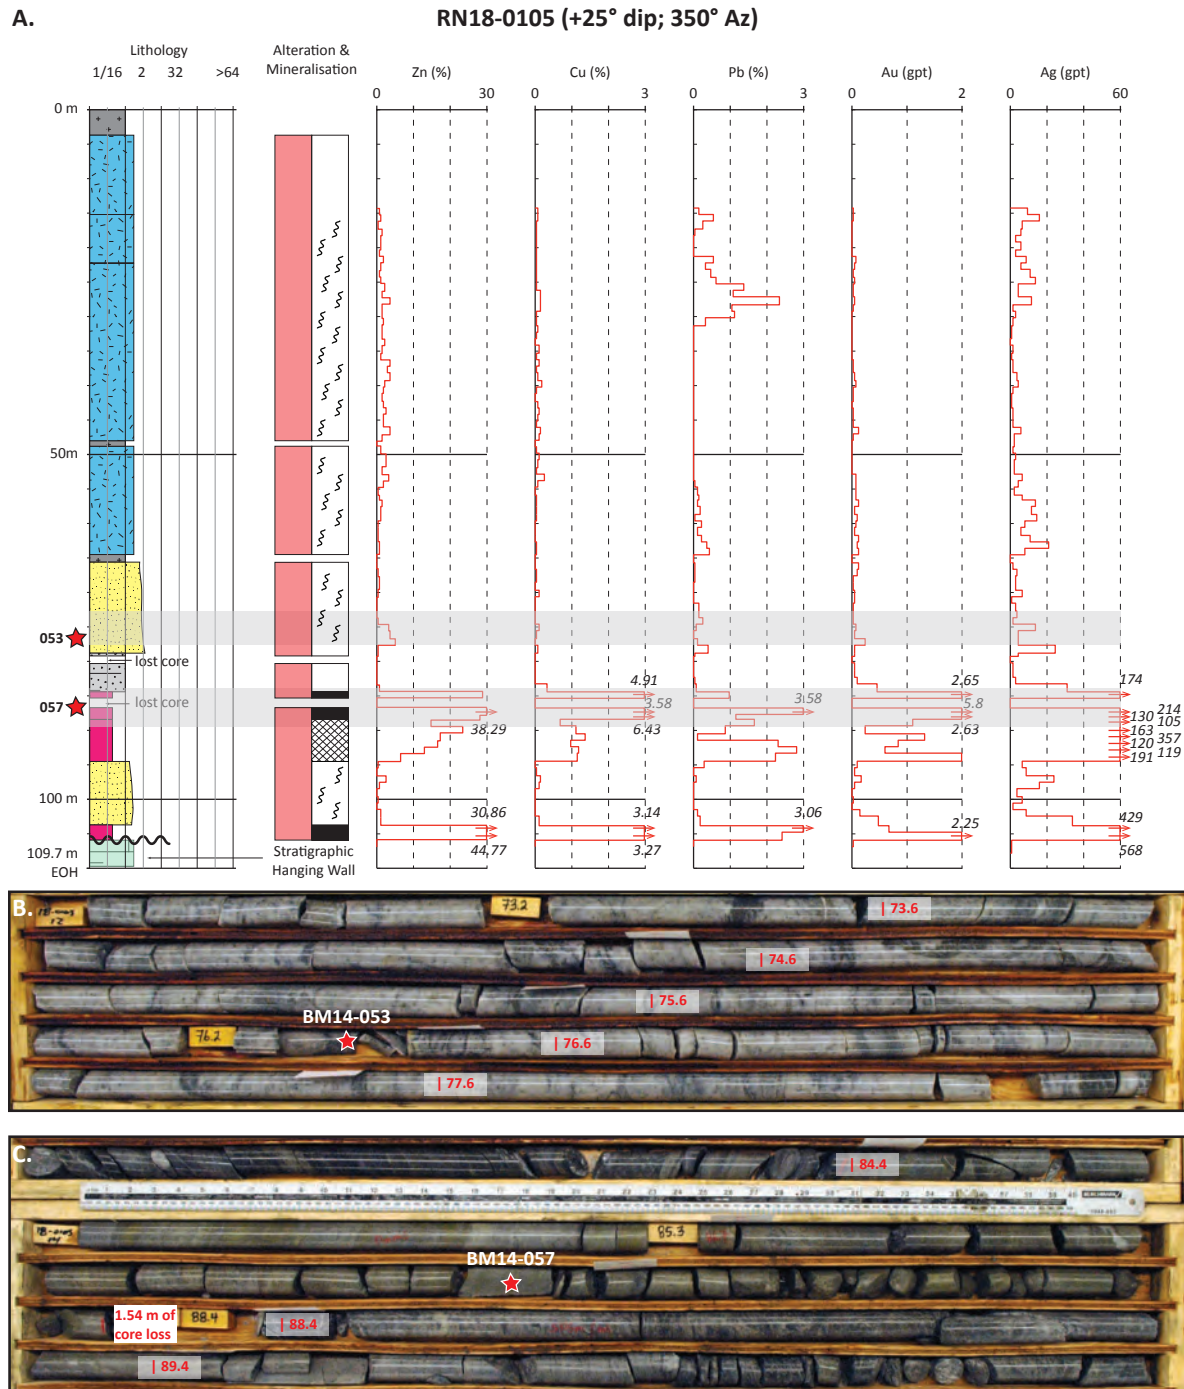 A.
RN18-0105 (+25° dip; 350° Az)
Lithology
1/16 2 32 >64
Alteration &
Mineralisation
Zn (%) Cu (%) Pb (%) Au (gpt) Ag (gpt)
0 30 0 3 0 3 0 2 0 60
0 m
50m
053
lost core
4.91 2.65 174
057
lost core
3.58 3.58 5.8 214
130 105
38.29 6.43 2.63 163
357
120
119
191
100 m
30.86 3.14 3.06 2.25 429
109.7 m
EOH
Stratigraphic
Hanging Wall
44.77 3.27 568
B.
18-0105
12
73.2
| 73.6
| 74.6
| 75.6
BM14-053
76.2
| 76.6
| 77.6
C.
| 84.4
18-0105
85.3
BM14-057
1.54 m of
core loss
88.4
| 88.4
| 89.4